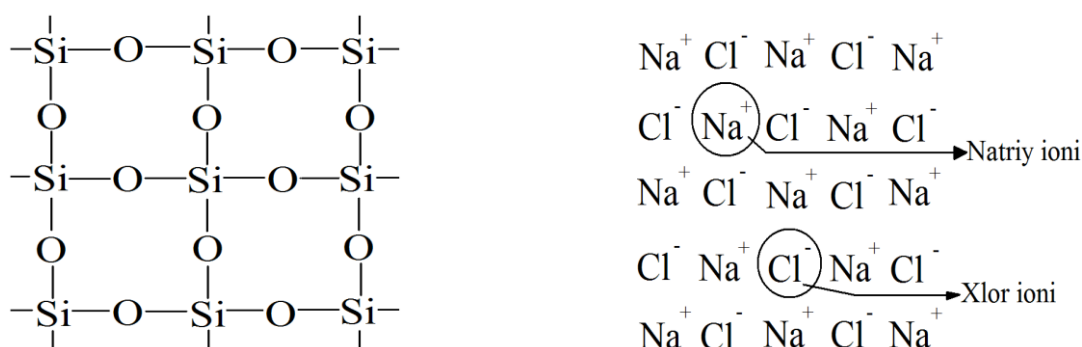 Si O Si O Si
O O O
Si O Si O Si
O O O
Si O Si O Si
Na⁺ Cl⁻ Na⁺ Cl⁻ Na⁺
Cl⁻ Na⁺ Cl⁻ Na⁺ Cl⁻
Natriy ioni
Na⁺ Cl⁻ Na⁺ Cl⁻ Na⁺
Cl⁻ Na⁺ Cl⁻ Na⁺ Cl⁻
Xlor ioni
Na⁺ Cl⁻ Na⁺ Cl⁻ Na⁺